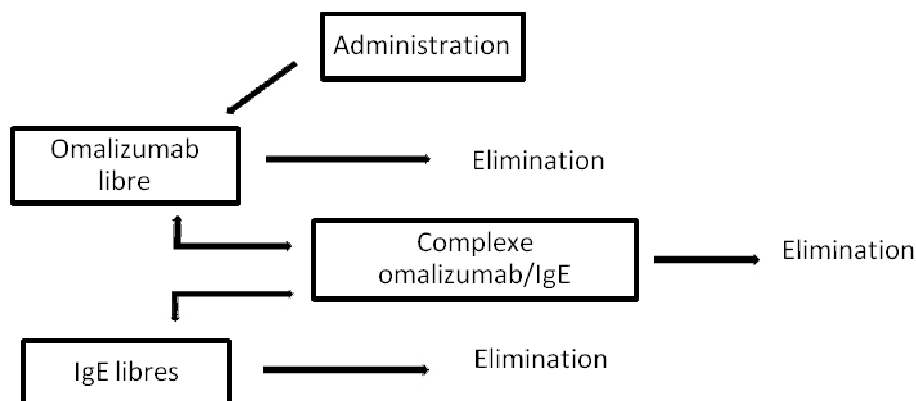 Administration
Omalizumab
libre
Elimination
Complexe
omalizumab/IgE
Elimination
IgE libres
Elimination